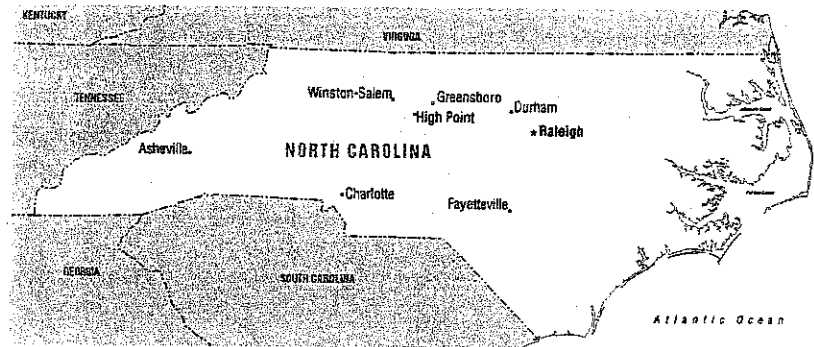 KENTUCKY
VIRGINIA
TENNESSEE
Winston-Salem
Greensboro
High Point
Durham
Raleigh
Asheville
NORTH CAROLINA
Charlotte
Fayetteville
GEORGIA
SOUTH CAROLINA
Atlantic Ocean